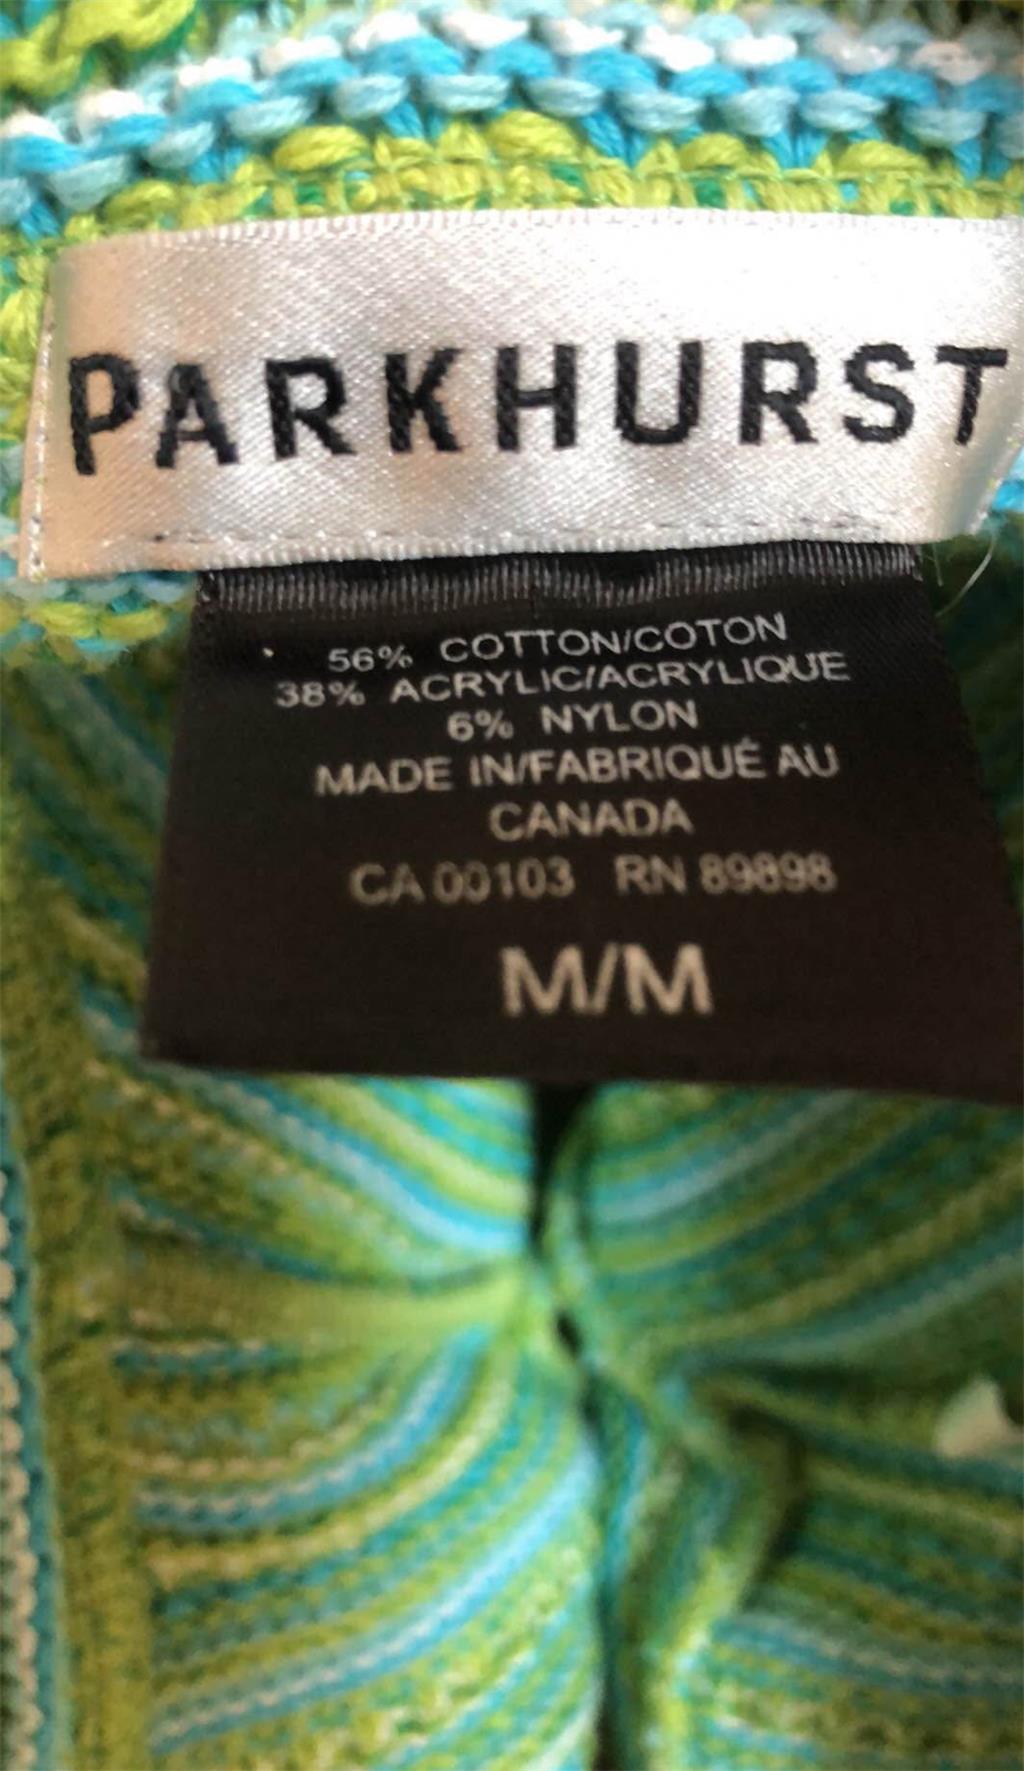 PARKHURST
56% COTTON/COTON
38% ACRYLIC/ACRYLIQUE
6% NYLON
MADE IN/FABRIQUÉ AU
CANADA
CA 00103 RN 89898
M/M